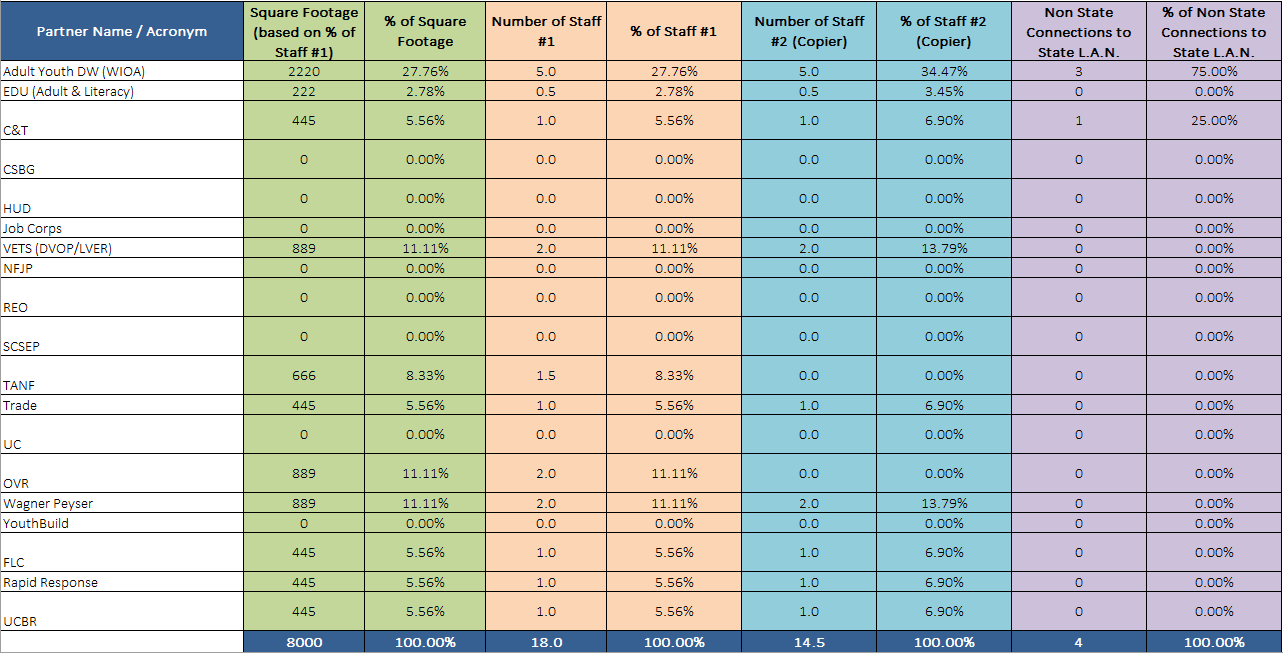 Partner Name / Acronym | Square Footage (based on % of Staff #1) | % of Square Footage | Number of Staff #1 | % of Staff #1 | Number of Staff #2 (Copier) | % of Staff #2 (Copier) | Non State Connections to State L.A.N. | % of Non State Connections to State L.A.N.
Adult Youth DW (WIOA) 2220 27.76% 5.0 27.76% 5.0 34.47% 3 75.00%
EDU (Adult & Literacy) 222 2.78% 0.5 2.78% 0.5 3.45% 0 0.00%
C&T 445 5.56% 1.0 5.56% 1.0 6.90% 1 25.00%
CSBG 0 0.00% 0.0 0.00% 0.0 0.00% 0 0.00%
HUD 0 0.00% 0.0 0.00% 0.0 0.00% 0 0.00%
Job Corps 0 0.00% 0.0 0.00% 0.0 0.00% 0 0.00%
VETS (DVOP/LVER) 889 11.11% 2.0 11.11% 2.0 13.79% 0 0.00%
NFJP 0 0.00% 0.0 0.00% 0.0 0.00% 0 0.00%
REO 0 0.00% 0.0 0.00% 0.0 0.00% 0 0.00%
SCSEP 0 0.00% 0.0 0.00% 0.0 0.00% 0 0.00%
TANF 666 8.33% 1.5 8.33% 0.0 0.00% 0 0.00%
Trade 445 5.56% 1.0 5.56% 1.0 6.90% 0 0.00%
UC 0 0.00% 0.0 0.00% 0.0 0.00% 0 0.00%
OVR 889 11.11% 2.0 11.11% 0.0 0.00% 0 0.00%
Wagner Peyser 889 11.11% 2.0 11.11% 2.0 13.79% 0 0.00%
YouthBuild 0 0.00% 0.0 0.00% 0.0 0.00% 0 0.00%
FLC 445 5.56% 1.0 5.56% 1.0 6.90% 0 0.00%
Rapid Response 445 5.56% 1.0 5.56% 1.0 6.90% 0 0.00%
UCBR 445 5.56% 1.0 5.56% 1.0 6.90% 0 0.00%
8000 100.00% 18.0 100.00% 14.5 100.00% 4 100.00%